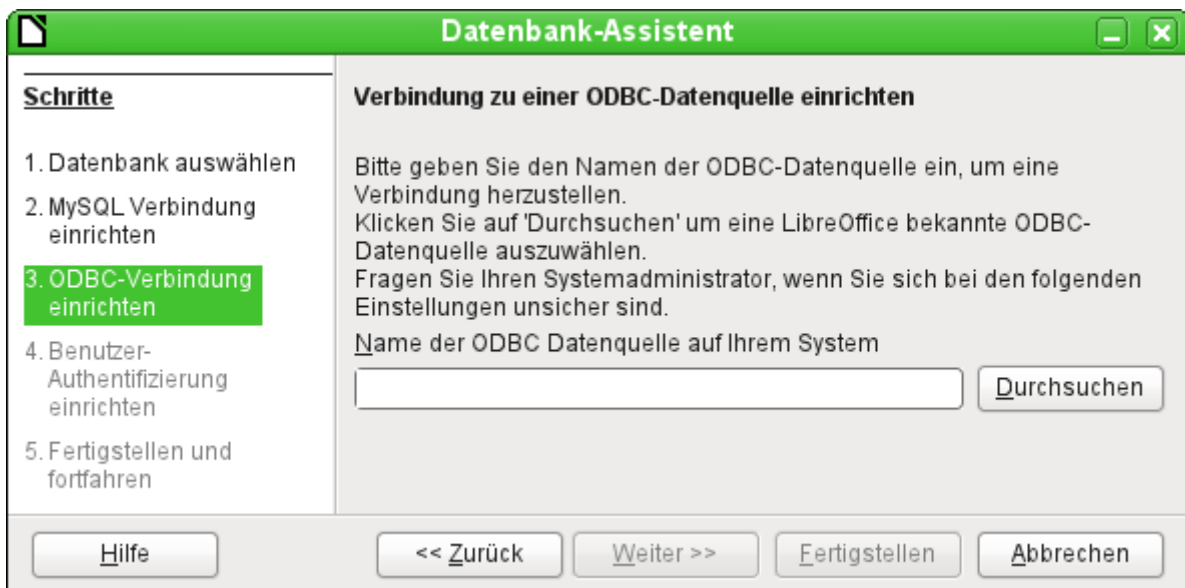 Datenbank-Assistent
Schritte
1. Datenbank auswählen
2. MySQL Verbindung
einrichten
3. ODBC-Verbindung
einrichten
4. Benutzer-
Authentifizierung
einrichten
5. Fertigstellen und
fortfahren
Verbindung zu einer ODBC-Datenquelle einrichten
Bitte geben Sie den Namen der ODBC-Datenquelle ein, um eine
Verbindung herzustellen.
Klicken Sie auf 'Durchsuchen' um eine LibreOffice bekannte ODBC-
Datenquelle auszuwählen.
Fragen Sie Ihren Systemadministrator, wenn Sie sich bei den folgenden
Einstellungen unsicher sind.
Name der ODBC Datenquelle auf Ihrem System
Durchsuchen
Hilfe
<< Zurück
Weiter >>
Fertigstellen
Abbrechen